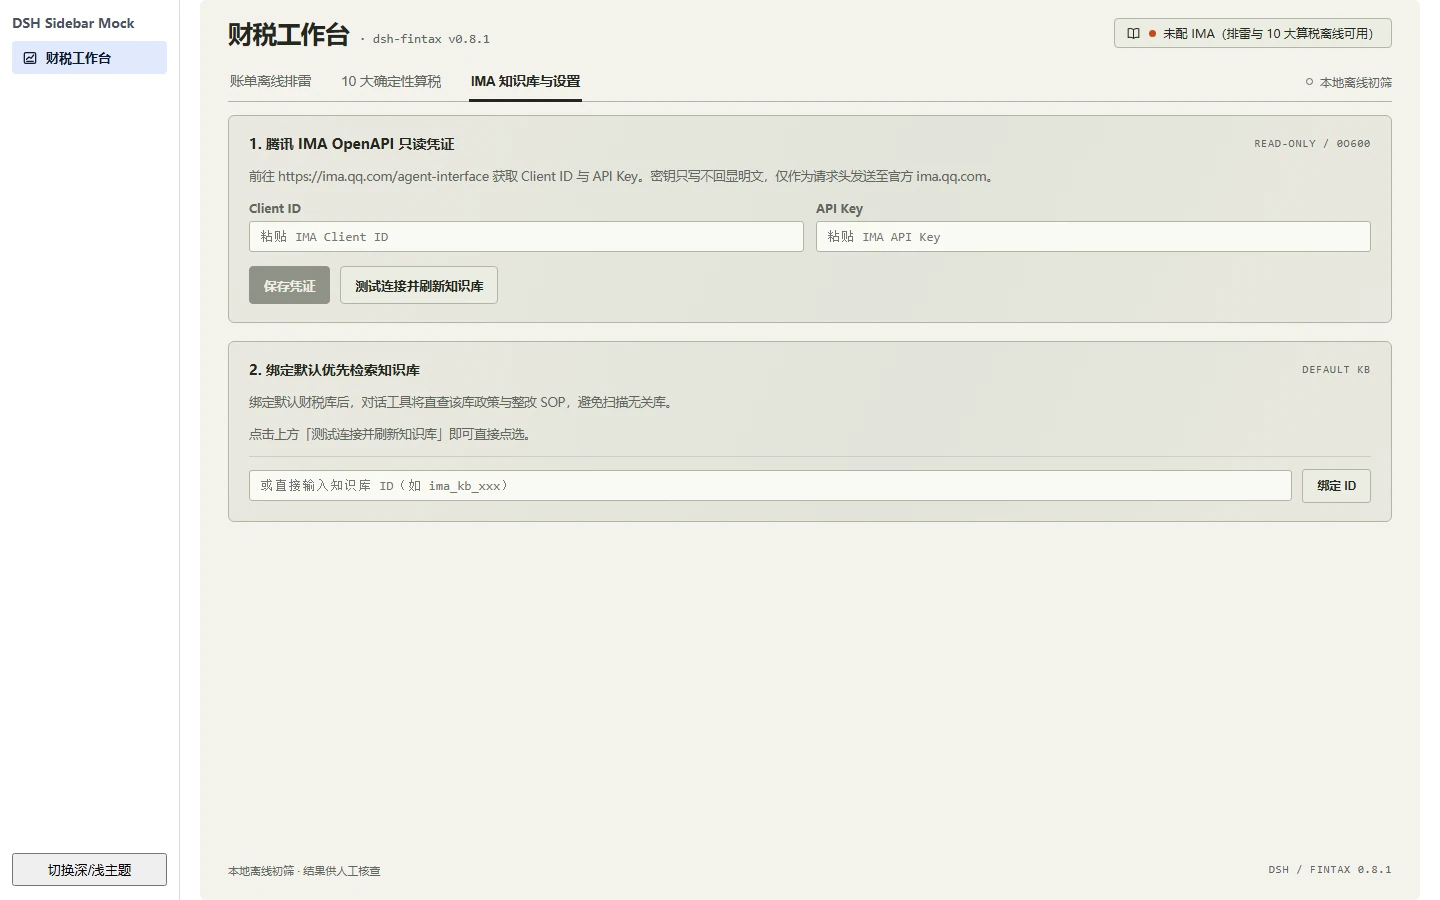 DSH Sidebar Mock
财税工作台
切换深/浅主题
财税工作台 · dsh-fintax v0.8.1
未配 IMA（排雷与 10 大算税离线可用）
账单离线排雷 10 大确定性算税 IMA 知识库与设置
本地离线初筛
1. 腾讯 IMA OpenAPI 只读凭证
READ-ONLY / 0O600
前往 https://ima.qq.com/agent-interface 获取 Client ID 与 API Key。密钥只写不回显明文，仅作为请求头发送至官方 ima.qq.com。
Client ID
API Key
粘贴 IMA Client ID
粘贴 IMA API Key
保存凭证 测试连接并刷新知识库
2. 绑定默认优先检索知识库
DEFAULT KB
绑定默认财税库后，对话工具将直查该库政策与整改 SOP，避免扫描无关库。
点击上方「测试连接并刷新知识库」即可直接点选。
或直接输入知识库 ID（如 ima_kb_xxx）
绑定 ID
本地离线初筛 · 结果供人工核查
DSH / FINTAX 0.8.1